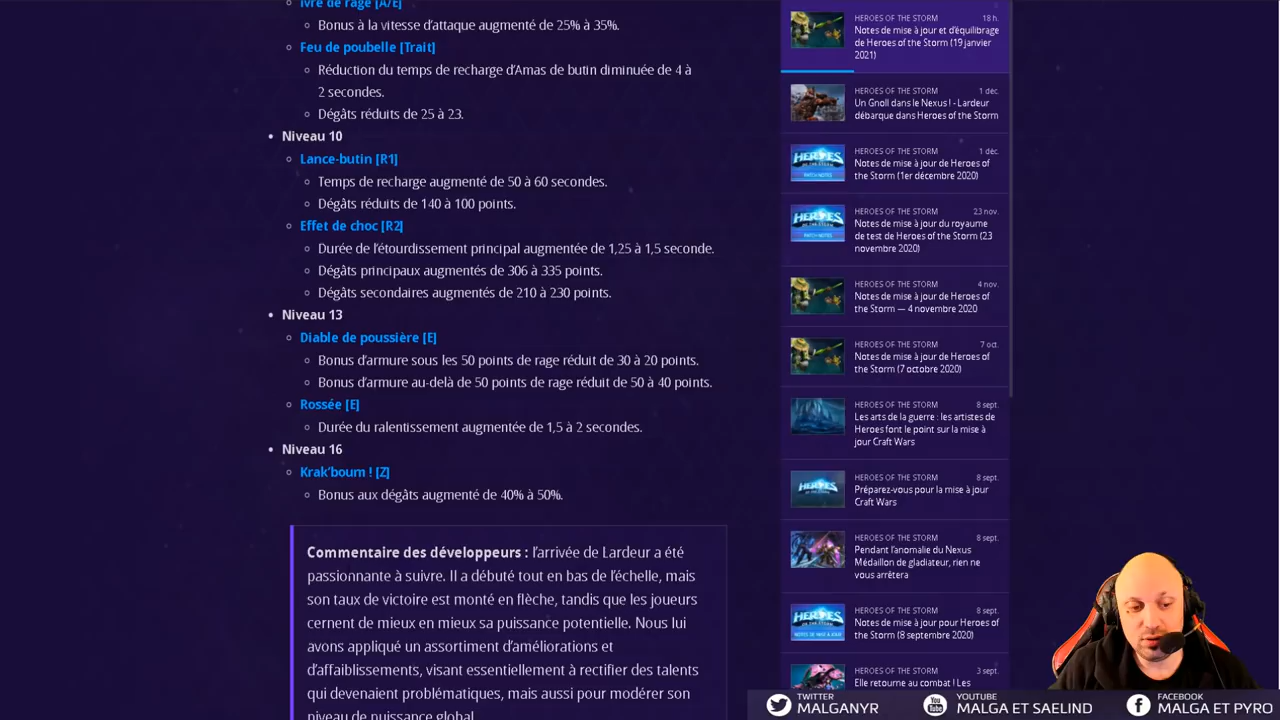 Ivre de rage [A/E]
Bonus à la vitesse d'attaque augmenté de 25% à 35%.
Feu de poubelle [Trait]
Réduction du temps de recharge d'Amas de butin diminuée de 4 à
2 secondes.
Dégâts réduits de 25 à 23.
Niveau 10
Lance-butin [R1]
Temps de recharge augmenté de 50 à 60 secondes.
Dégâts réduits de 140 à 100 points.
Effet de choc [R2]
Durée de l'étourdissement principal augmentée de 1,25 à 1,5 seconde.
Dégâts principaux augmentés de 306 à 335 points.
Dégâts secondaires augmentés de 210 à 230 points.
Niveau 13
Diable de poussière [E]
Bonus d'armure sous les 50 points de rage réduit de 30 à 20 points.
Bonus d'armure au-delà de 50 points de rage réduit de 50 à 40 points.
Rossée [E]
Durée du ralentissement augmentée de 1,5 à 2 secondes.
Niveau 16
Krak'boum ! [Z]
Bonus aux dégâts augmenté de 40% à 50%.
Commentaire des développeurs : l'arrivée de Lardeur a été
passionnante à suivre. Il a débuté tout en bas de l'échelle, mais
son taux de victoire est monté en flèche, tandis que les joueurs
cernent de mieux en mieux sa puissance potentielle. Nous lui
avons appliqué un assortiment d'améliorations et
d'affaiblissements, visant essentiellement à rectifier des talents
qui devenaient problématiques, mais aussi pour modérer son
niveau de puissance global.
HEROES OF THE STORM 18 h.
Notes de mise à jour et d'équilibrage
de Heroes of the Storm (19 janvier
2021)
HEROES OF THE STORM 1 déc.
Un Gnoll dans le Nexus ! - Lardeur
débarque dans Heroes of the Storm
HEROES OF THE STORM 1 déc.
Notes de mise à jour de Heroes of
the Storm (1er décembre 2020)
HEROES OF THE STORM 23 nov.
Notes de mise à jour du royaume
de test de Heroes of the Storm (23
novembre 2020)
HEROES OF THE STORM 4 nov.
Notes de mise à jour de Heroes of
the Storm — 4 novembre 2020
HEROES OF THE STORM 7 oct.
Notes de mise à jour de Heroes of
the Storm (7 octobre 2020)
HEROES OF THE STORM 8 sept.
Les arts de la guerre : les artistes de
Heroes font le point sur la mise à
jour Craft Wars
HEROES OF THE STORM 8 sept.
Préparez-vous pour la mise à jour
Craft Wars
HEROES OF THE STORM 8 sept.
Pendant l'anomalie du Nexus
Médaillon de gladiateur, rien ne
vous arrêtera
HEROES OF THE STORM 8 sept.
Notes de mise à jour pour Heroes of
the Storm (8 septembre 2020)
HEROES OF THE STORM 3 sept.
Elle retourne au combat ! Les
TWITTER
MALGANYR
YOUTUBE
MALGA ET SAELIND
FACEBOOK
MALGA ET PYRO